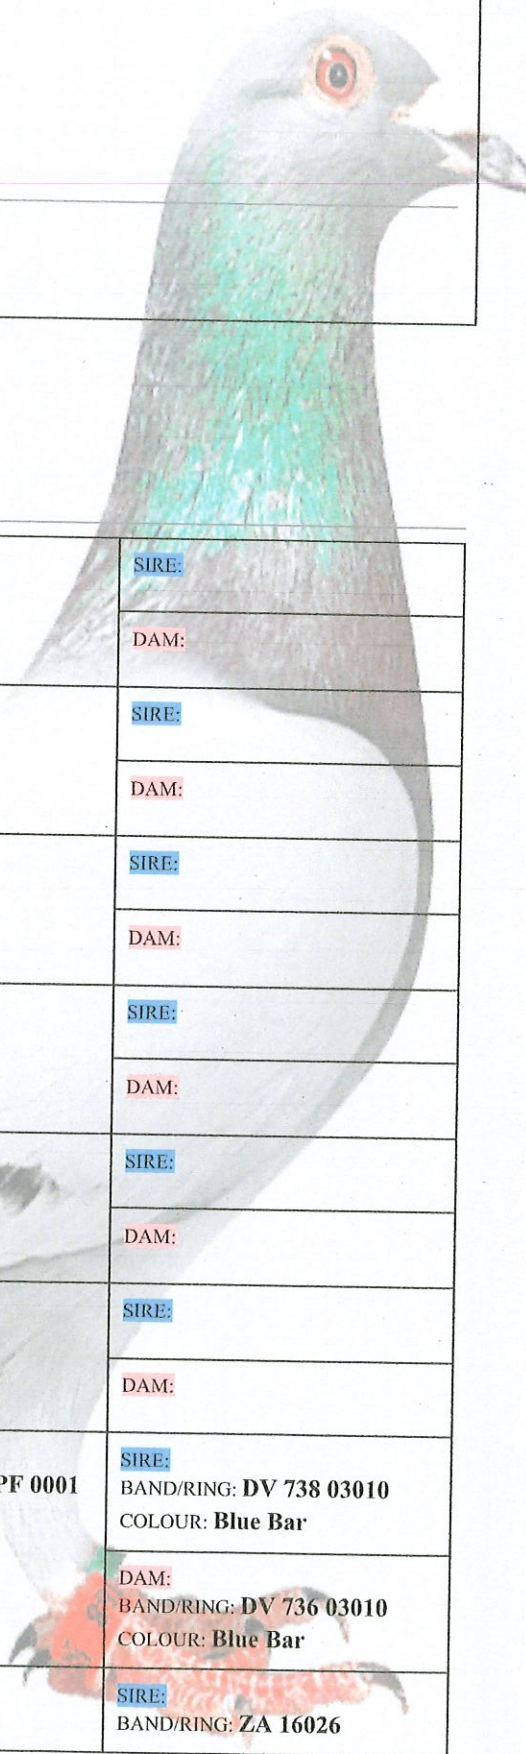 SIRE:
DAM:
SIRE:
DAM:
SIRE:
DAM:
SIRE:
DAM:
SIRE:
DAM:
SIRE:
DAM:
PF 0001
SIRE:
BAND/RING: DV 738 03010
COLOUR: Blue Bar
DAM:
BAND/RING: DV 736 03010
COLOUR: Blue Bar
SIRE:
BAND/RING: ZA 16026